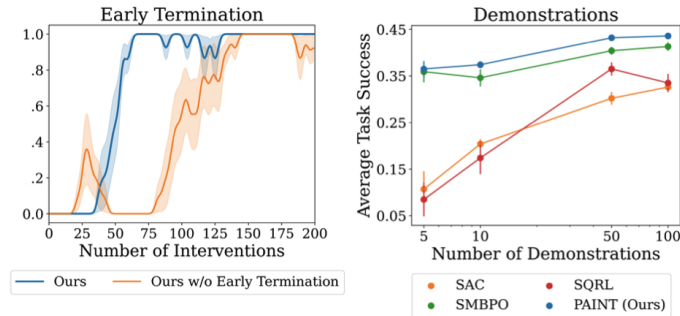 Early Termination
1.0
.8
.6
.4
.2
0.0
0 25 50 75 100 125 150 175 200
Number of Interventions
Ours
Ours w/o Early Termination
Demonstrations
Average Task Success
0.45
0.35
0.15
0.05
5 10 50 100
Number of Demonstrations
SAC
SQRL
SMBPO
PAINT (Ours)